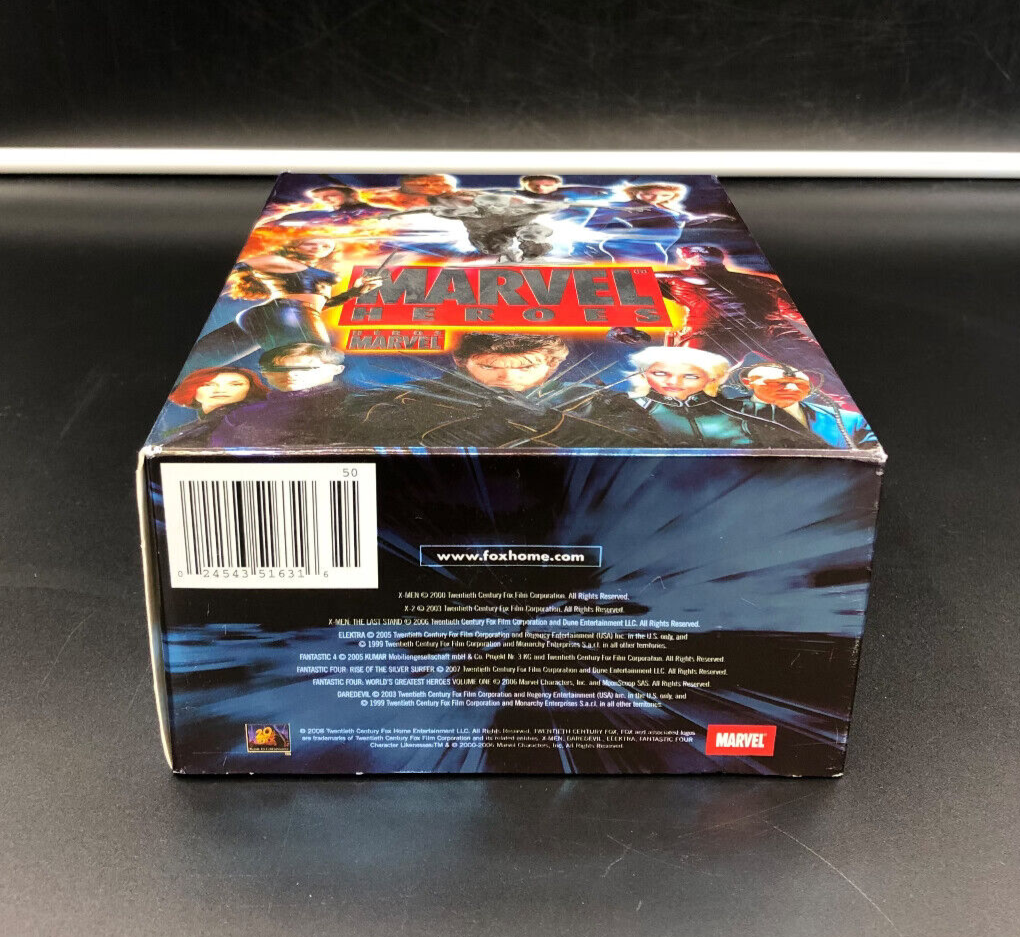 MARVEL
HEROES
HEROS
MARVEL
50
0 24543 51631 6
www.foxhome.com
X-MEN © 2000 Twentieth Century Fox Film Corporation. All Rights Reserved.
X-2 © 2003 Twentieth Century Fox Film Corporation. All Rights Reserved.
X-MEN, THE LAST STAND © 2006 Twentieth Century Fox Film Corporation and Dune Entertainment LLC. All Rights Reserved.
ELEKTRA © 2005 Twentieth Century Fox Film Corporation and Regency Entertainment (USA) Inc. in the U.S. only, and
© 1999 Twentieth Century Fox Film Corporation and Monarchy Enterprises S.a.r.l. in all other territories.
FANTASTIC 4 © 2005 KUMAR Mobiliengesellschaft mbH & Co. Projekt Nr. 3 KG and Twentieth Century Fox Film Corporation. All Rights Reserved
FANTASTIC FOUR: RISE OF THE SILVER SURFER © 2007 Twentieth Century Fox Film Corporation and Dune Entertainment LLC. All Rights Reserved.
FANTASTIC FOUR: WORLD'S GREATEST HEROES VOLUME ONE © 2006 Marvel Characters, Inc. and MoonScoop SAS. All Rights Reserved.
DAREDEVIL © 2003 Twentieth Century Fox Film Corporation and Regency Entertainment (USA) Inc. in the U.S. only, and
© 1999 Twentieth Century Fox Film Corporation and Monarchy Enterprises S.a.r.l. in all other territories.
© 2008 Twentieth Century Fox Home Entertainment LLC. All Rights Reserved. TWENTIETH CENTURY FOX, FOX and associated logos
are trademarks of Twentieth Century Fox Film Corporation and its related entities. X-MEN, DAREDEVIL, ELEKTRA, FANTASTIC FOUR
Character Likenesses: TM & © 2000-2006 Marvel Characters, Inc. All Rights Reserved.
MARVEL